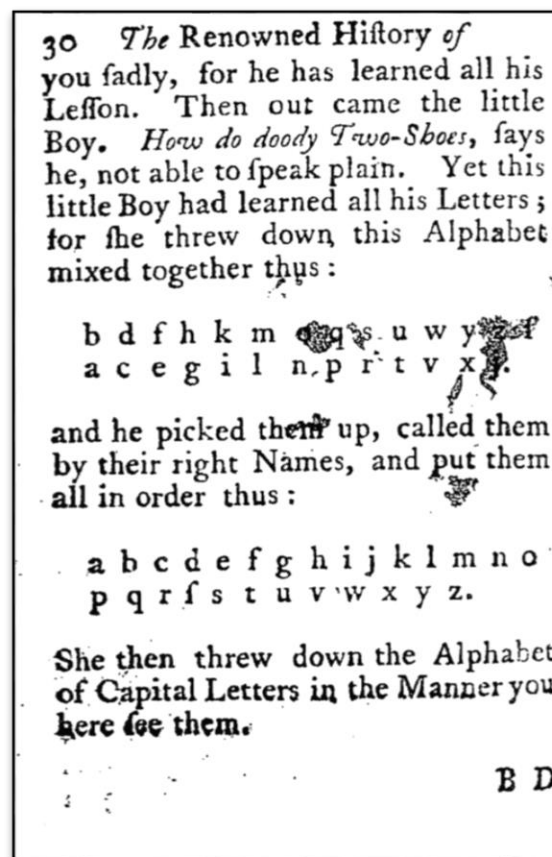 30 The Renowned Hiſtory of
you ſadly, for he has learned all his
Leſſon. Then out came the little
Boy. How do doody Two-Shoes, ſays
he, not able to ſpeak plain. Yet this
little Boy had learned all his Letters;
for ſhe threw down this Alphabet
mixed together thus:
b d f h k m o q s u w y z ſ
a c e g i l n p r t v x j.
and he picked them up, called them
by their right Names, and put them
all in order thus:
a b c d e f g h i j k l m n o
p q r ſ s t u v w x y z.
She then threw down the Alphabet
of Capital Letters in the Manner you
here ſee them.
B D